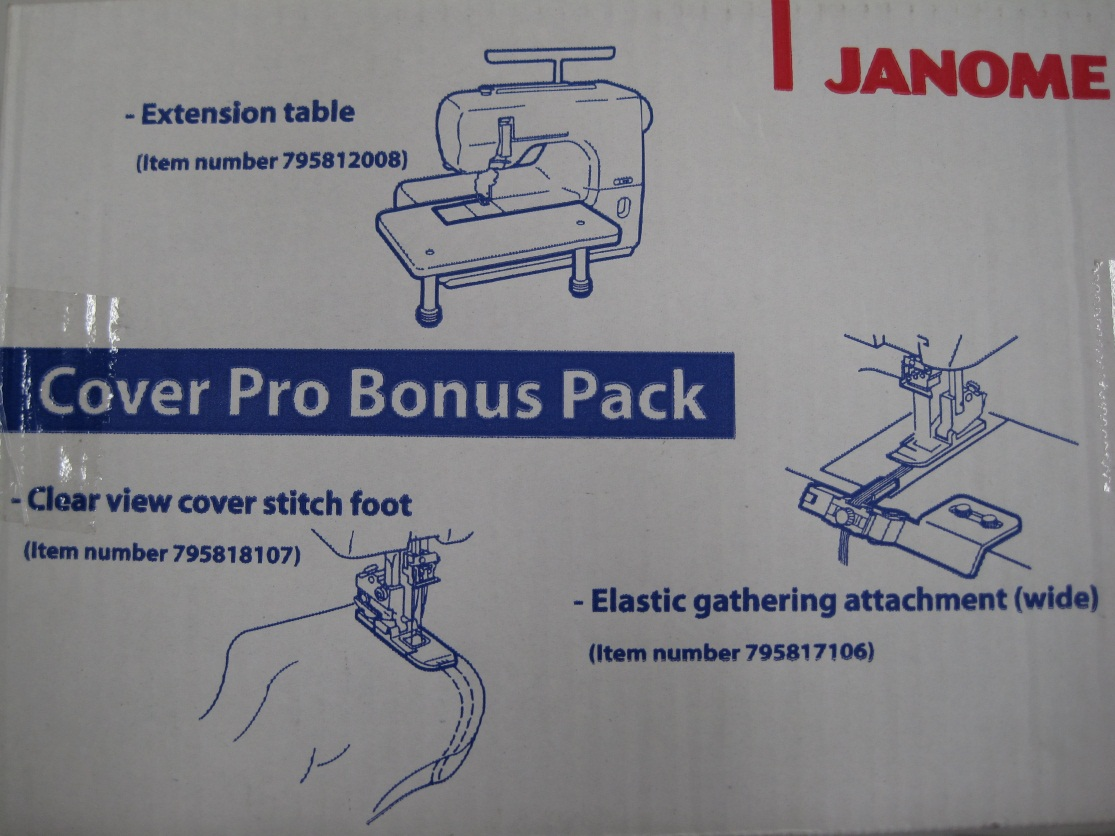 JANOME
- Extension table
(Item number 795812008)
Cover Pro Bonus Pack
- Clear view cover stitch foot
(Item number 795818107)
- Elastic gathering attachment (wide)
(Item number 795817106)